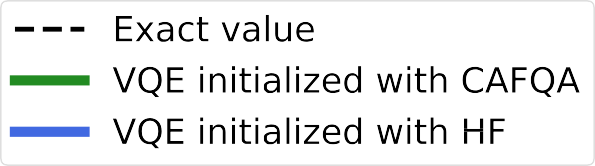 Exact value
VQE initialized with CAFQA
VQE initialized with HF